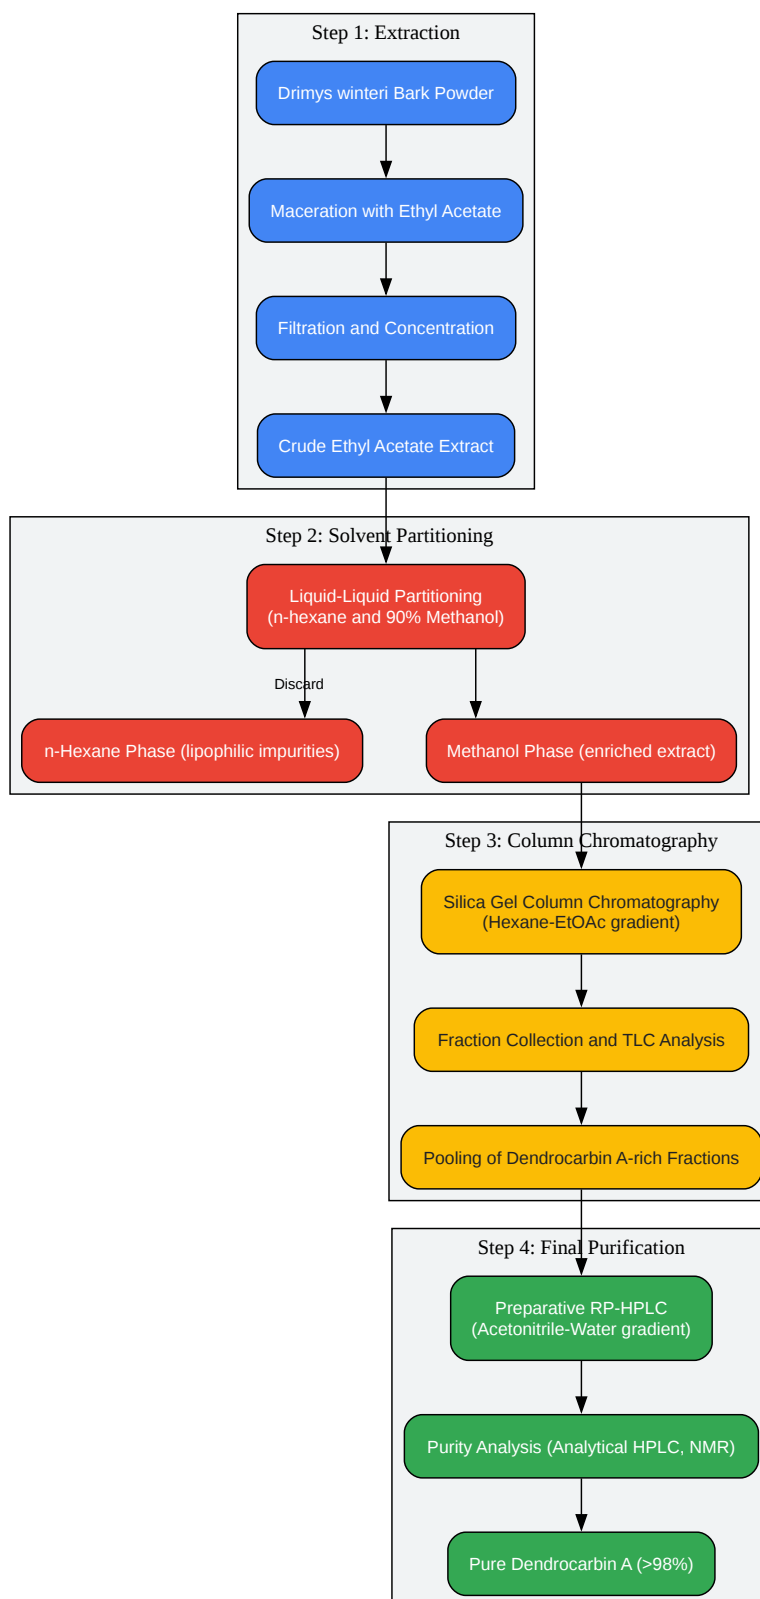 Step 1: Extraction
Drimys winteri Bark Powder
Maceration with Ethyl Acetate
Filtration and Concentration
Crude Ethyl Acetate Extract
Step 2: Solvent Partitioning
Liquid-Liquid Partitioning
(n-hexane and 90% Methanol)
Discard
n-Hexane Phase (lipophilic impurities)
Methanol Phase (enriched extract)
Step 3: Column Chromatography
Silica Gel Column Chromatography
(Hexane-EtOAc gradient)
Fraction Collection and TLC Analysis
Pooling of Dendrocarbin A-rich Fractions
Step 4: Final Purification
Preparative RP-HPLC
(Acetonitrile-Water gradient)
Purity Analysis (Analytical HPLC, NMR)
Pure Dendrocarbin A (>98%)